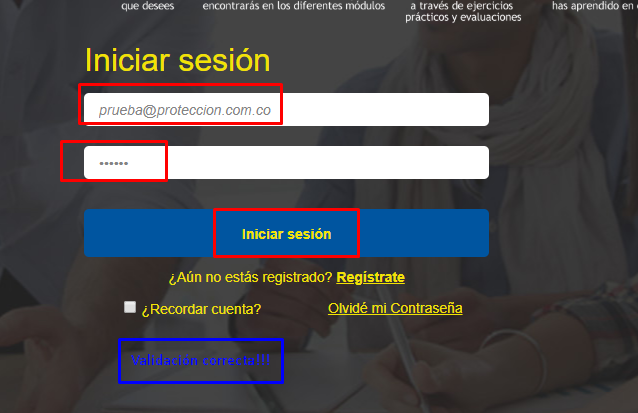 que desees
encontrarás en los diferentes módulos
a través de ejercicios
prácticos y evaluaciones
has aprendido en
Iniciar sesión
prueba@proteccion.com.co
••••••
Iniciar sesión
¿Aún no estás registrado? Regístrate
¿Recordar cuenta?
Olvidé mi Contraseña
Validación correcta!!!